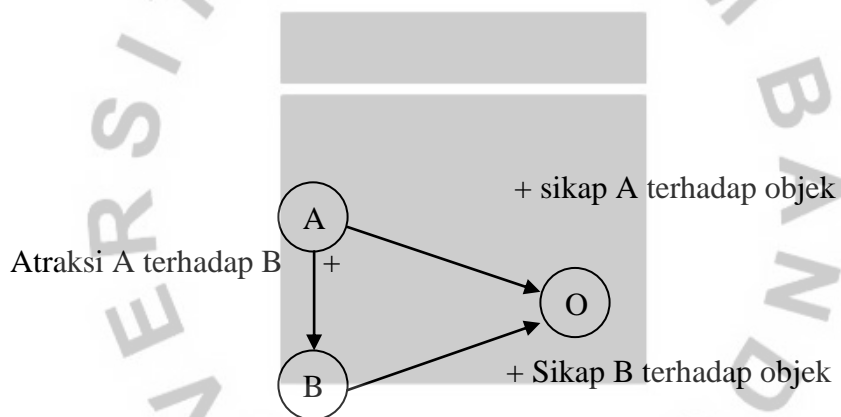 + sikap A terhadap objek
A
Atraksi A terhadap B +
O
+ Sikap B terhadap objek
B